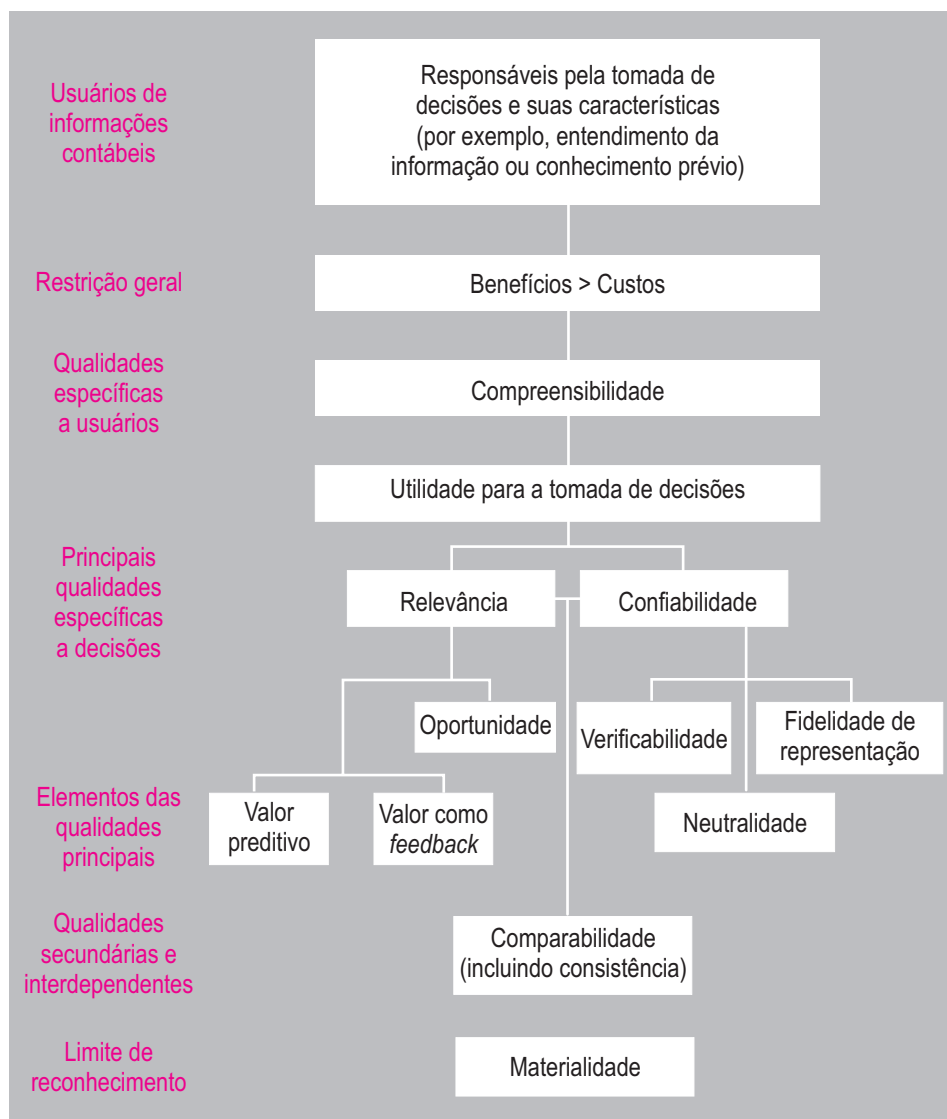 Usuários de
informações
contábeis
Responsáveis pela tomada de
decisões e suas características
(por exemplo, entendimento da
informação ou conhecimento prévio)
Restrição geral
Benefícios > Custos
Qualidades
específicas
a usuários
Compreensibilidade
Utilidade para a tomada de decisões
Principais
qualidades
específicas
a decisões
Relevância
Confiabilidade
Oportunidade
Verificabilidade
Fidelidade de
representação
Elementos das
qualidades
principais
Valor
preditivo
Valor como
feedback
Neutralidade
Qualidades
secundárias e
interdependentes
Comparabilidade
(incluindo consistência)
Limite de
reconhecimento
Materialidade